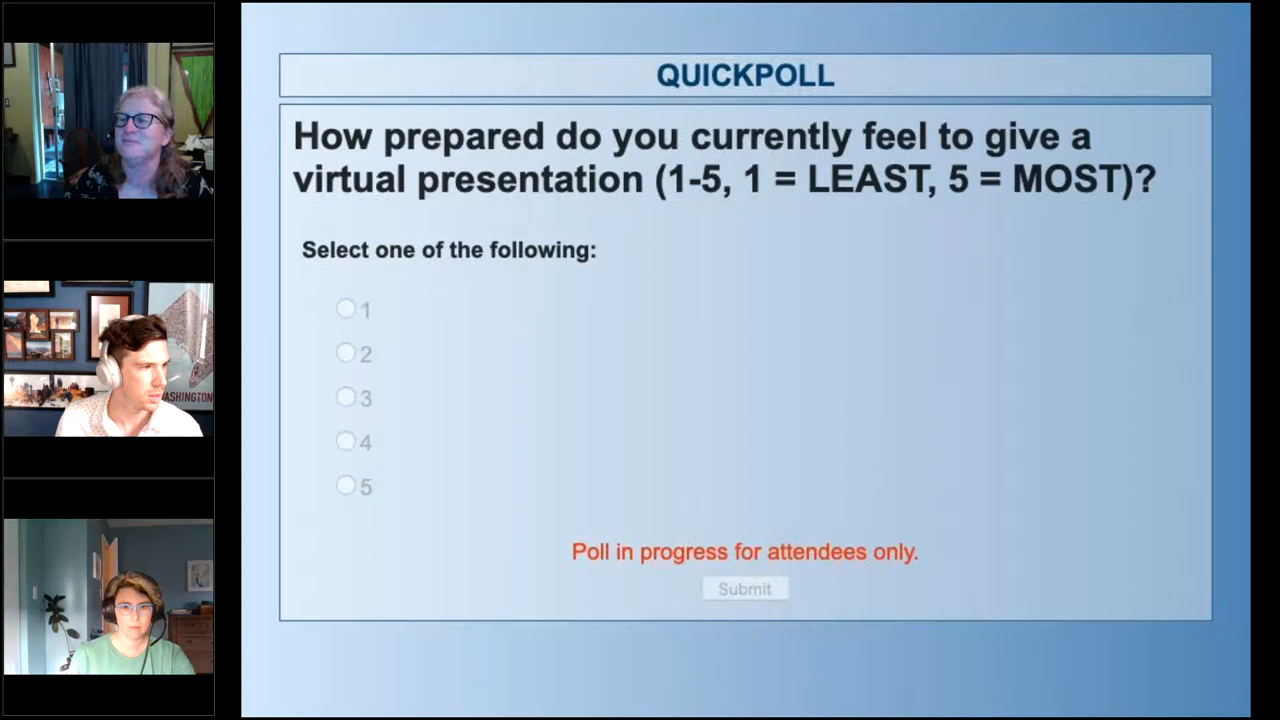 QUICKPOLL
How prepared do you currently feel to give a
virtual presentation (1-5, 1 = LEAST, 5 = MOST)?
Select one of the following:
1
2
3
4
5
Poll in progress for attendees only.
Submit
WASHINGTON